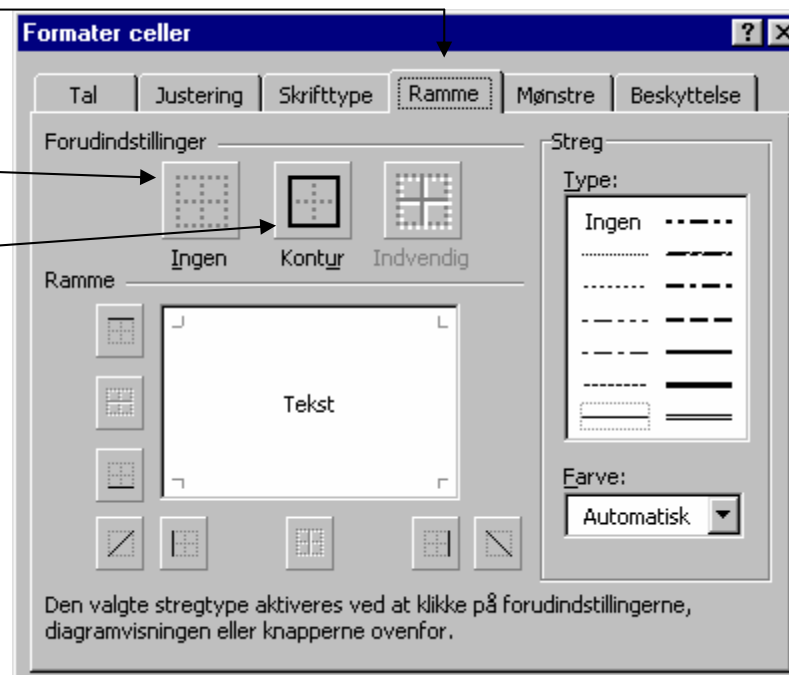 Formater celler
Tal Justering Skrifttype Ramme Mønstre Beskyttelse
Forudindstillinger
Ingen Kontur Indvendig
Ramme
Tekst
Streg
Type:
Ingen
Farve:
Automatisk
Den valgte stregtype aktiveres ved at klikke på forudindstillingerne,
diagramvisningen eller knapperne ovenfor.